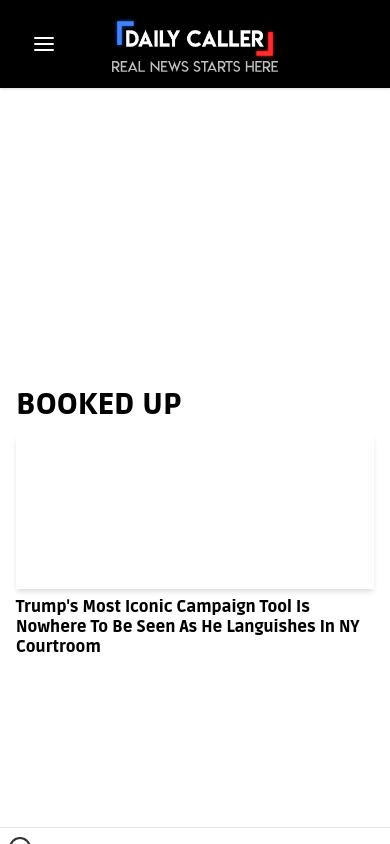 DAILY CALLER
REAL NEWS STARTS HERE
BOOKED UP
Trump's Most Iconic Campaign Tool Is
Nowhere To Be Seen As He Languishes In NY
Courtroom